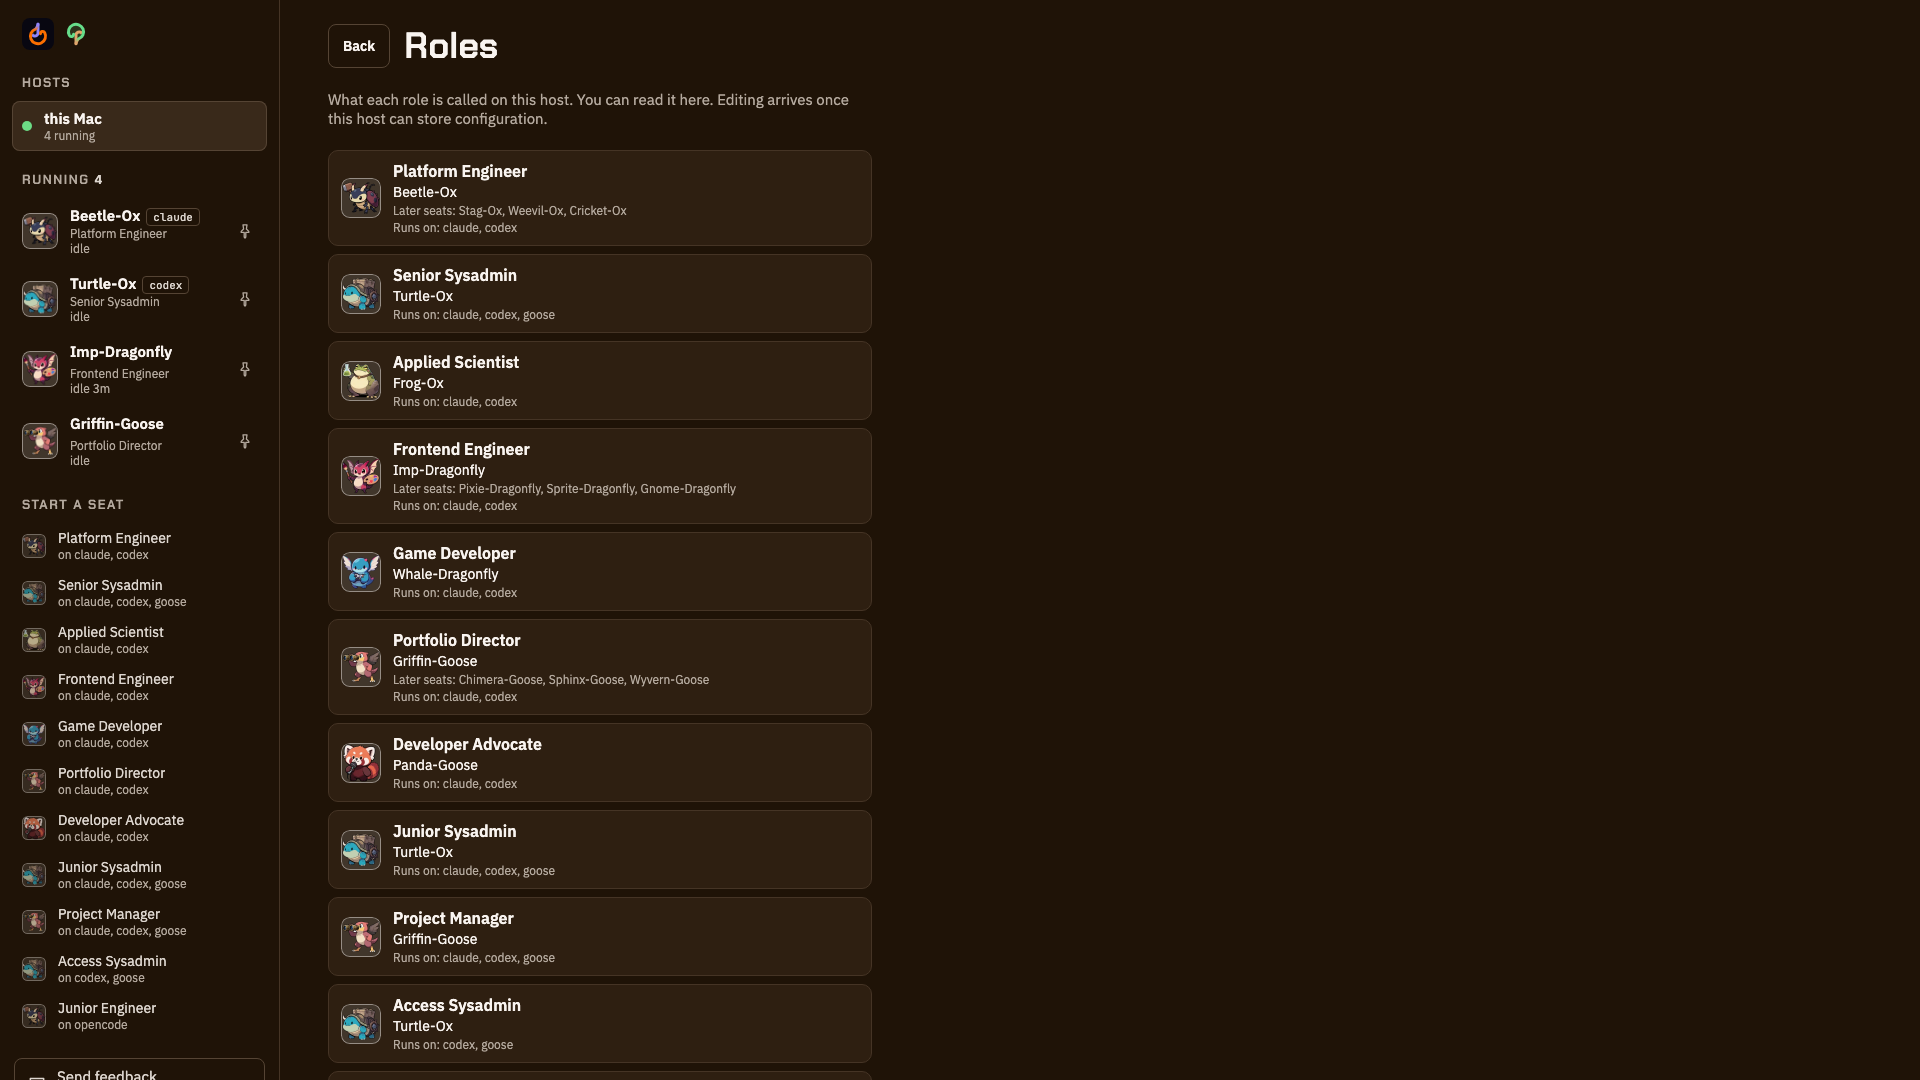 HOSTS
this Mac
4 running
RUNNING 4
Beetle-Ox claude
Platform Engineer
idle
Turtle-Ox codex
Senior Sysadmin
idle
Imp-Dragonfly
Frontend Engineer
idle 3m
Griffin-Goose
Portfolio Director
idle
START A SEAT
Platform Engineer
on claude, codex
Senior Sysadmin
on claude, codex, goose
Applied Scientist
on claude, codex
Frontend Engineer
on claude, codex
Game Developer
on claude, codex
Portfolio Director
on claude, codex
Developer Advocate
on claude, codex
Junior Sysadmin
on claude, codex, goose
Project Manager
on claude, codex, goose
Access Sysadmin
on codex, goose
Junior Engineer
on opencode
Send feedback
Back
Roles
What each role is called on this host. You can read it here. Editing arrives once
this host can store configuration.
Platform Engineer
Beetle-Ox
Later seats: Stag-Ox, Weevil-Ox, Cricket-Ox
Runs on: claude, codex
Senior Sysadmin
Turtle-Ox
Runs on: claude, codex, goose
Applied Scientist
Frog-Ox
Runs on: claude, codex
Frontend Engineer
Imp-Dragonfly
Later seats: Pixie-Dragonfly, Sprite-Dragonfly, Gnome-Dragonfly
Runs on: claude, codex
Game Developer
Whale-Dragonfly
Runs on: claude, codex
Portfolio Director
Griffin-Goose
Later seats: Chimera-Goose, Sphinx-Goose, Wyvern-Goose
Runs on: claude, codex
Developer Advocate
Panda-Goose
Runs on: claude, codex
Junior Sysadmin
Turtle-Ox
Runs on: claude, codex, goose
Project Manager
Griffin-Goose
Runs on: claude, codex, goose
Access Sysadmin
Turtle-Ox
Runs on: codex, goose